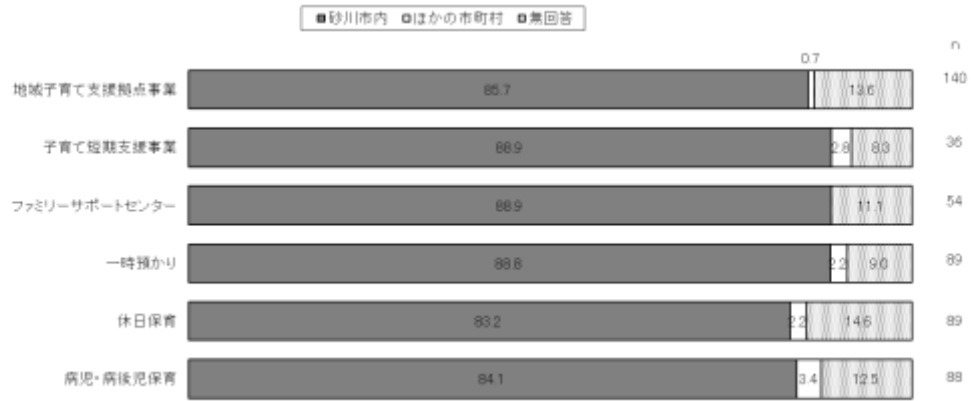 ■砂川市内 □ほかの市町村 □無回答
n
0.7
地域子育て支援拠点事業 85.7 13.6 140
子育て短期支援事業 88.9 2.8 8.3 36
ファミリーサポートセンター 88.9 11.1 54
一時預かり 88.8 2.2 9.0 89
休日保育 83.2 2.2 14.6 89
病児・病後児保育 84.1 3.4 12.5 88